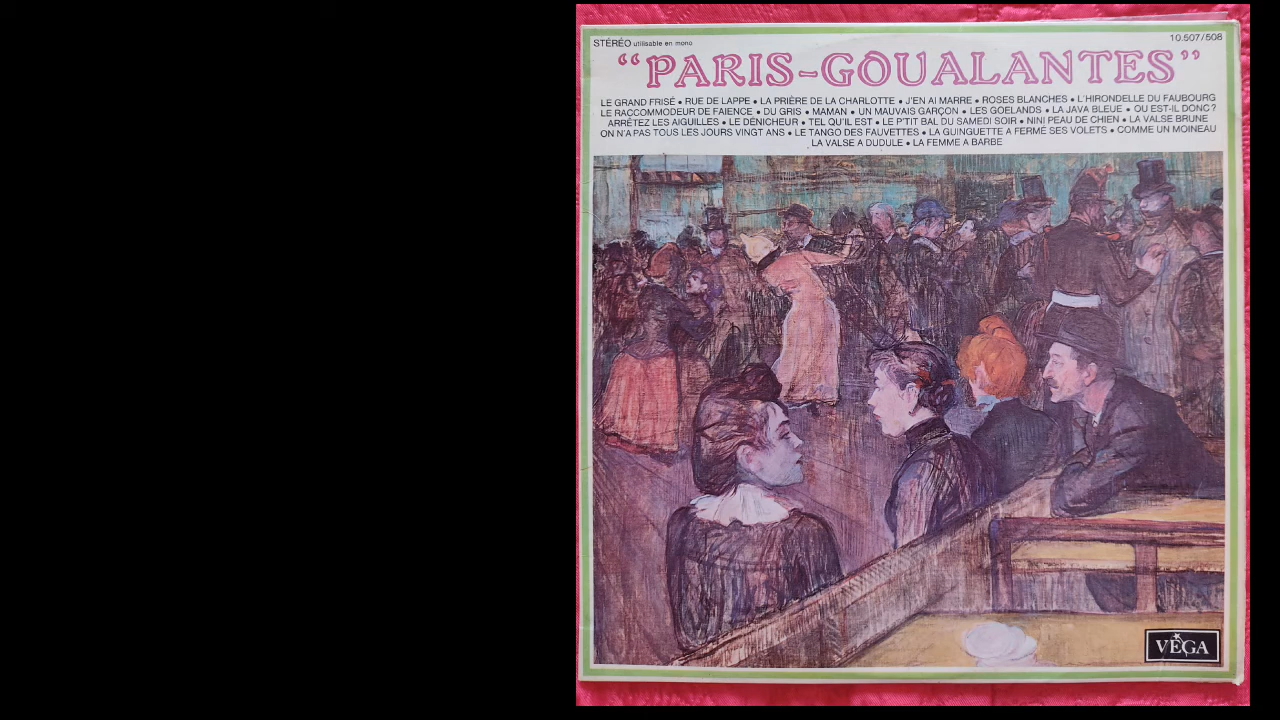 STÉRÉO utilisable en mono
10.507/508
“PARIS-GOUALANTES”
LE GRAND FRISÉ • RUE DE LAPPE • LA PRIÈRE DE LA CHARLOTTE • J'EN AI MARRE • ROSES BLANCHES • L'HIRONDELLE DU FAUBOURG
LE RACCOMMODEUR DE FAIENCE • DU GRIS • MAMAN • UN MAUVAIS GARÇON • LES GOELANDS • LA JAVA BLEUE • OU EST-IL DONC ?
ARRÊTEZ LES AIGUILLES • LE DÉNICHEUR • TEL QU'IL EST • LE P'TIT BAL DU SAMEDI SOIR • NINI PEAU DE CHIEN • LA VALSE BRUNE
ON N'A PAS TOUS LES JOURS VINGT ANS • LE TANGO DES FAUVETTES • LA GUINGUETTE A FERMÉ SES VOLETS • COMME UN MOINEAU
LA VALSE A DUDULE • LA FEMME A BARBE
VÉGA